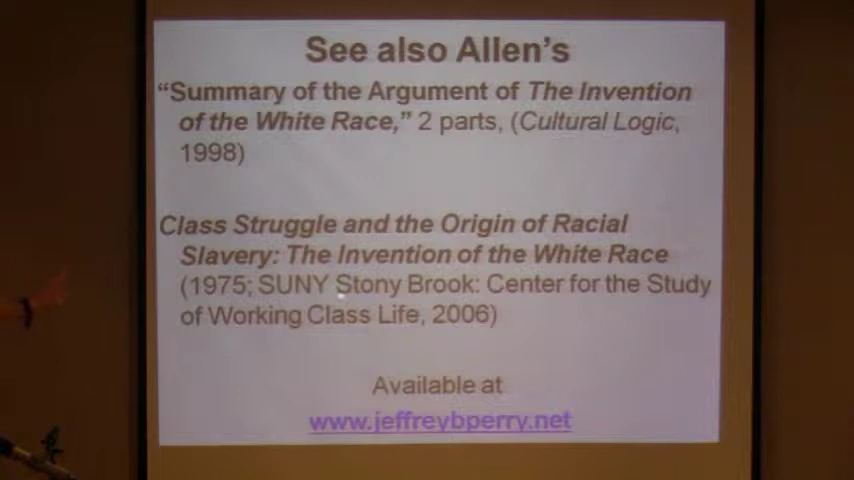 See also Allen's
“Summary of the Argument of The Invention
of the White Race,” 2 parts, (Cultural Logic,
1998)
Class Struggle and the Origin of Racial
Slavery: The Invention of the White Race
(1975; SUNY Stony Brook: Center for the Study
of Working Class Life, 2006)
Available at
www.jeffreybperry.net